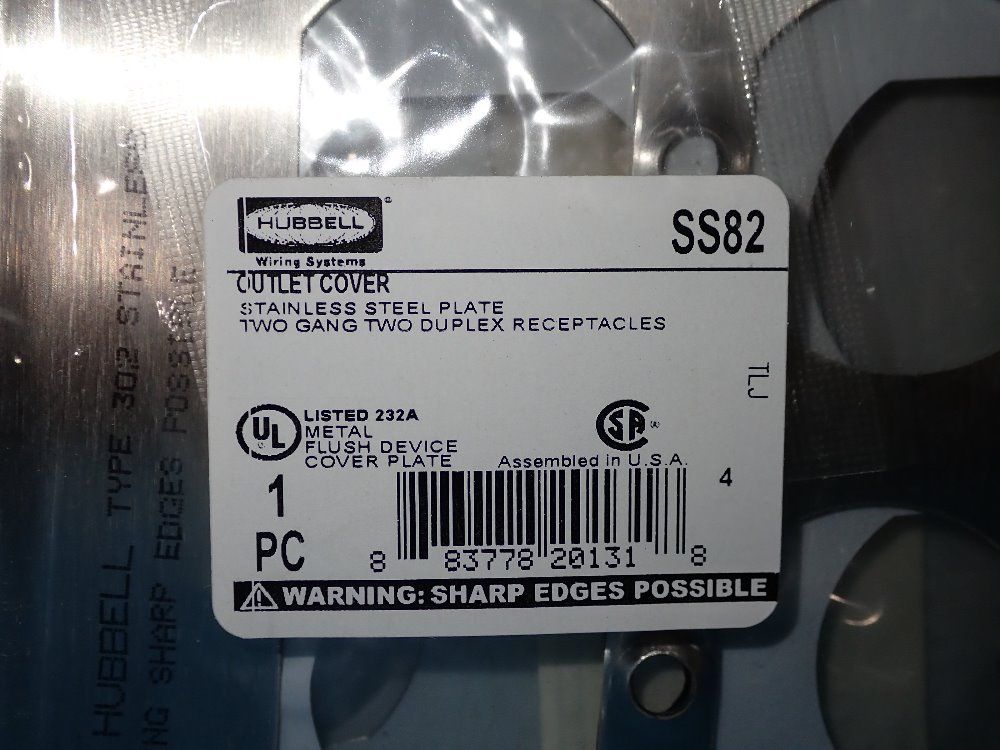 HUBBELL
®
Wiring Systems
SS82
OUTLET COVER
STAINLESS STEEL PLATE
TWO GANG TWO DUPLEX RECEPTACLES
TLJ
UL
LISTED 232A
METAL
FLUSH DEVICE
COVER PLATE
SA ®
Assembled in U.S.A.
1
PC
4
8 83778 20131 8
WARNING: SHARP EDGES POSSIBLE
HUBBELL TYPE 302 STAINLESS
NG SHARP EDGES POSSIBLE